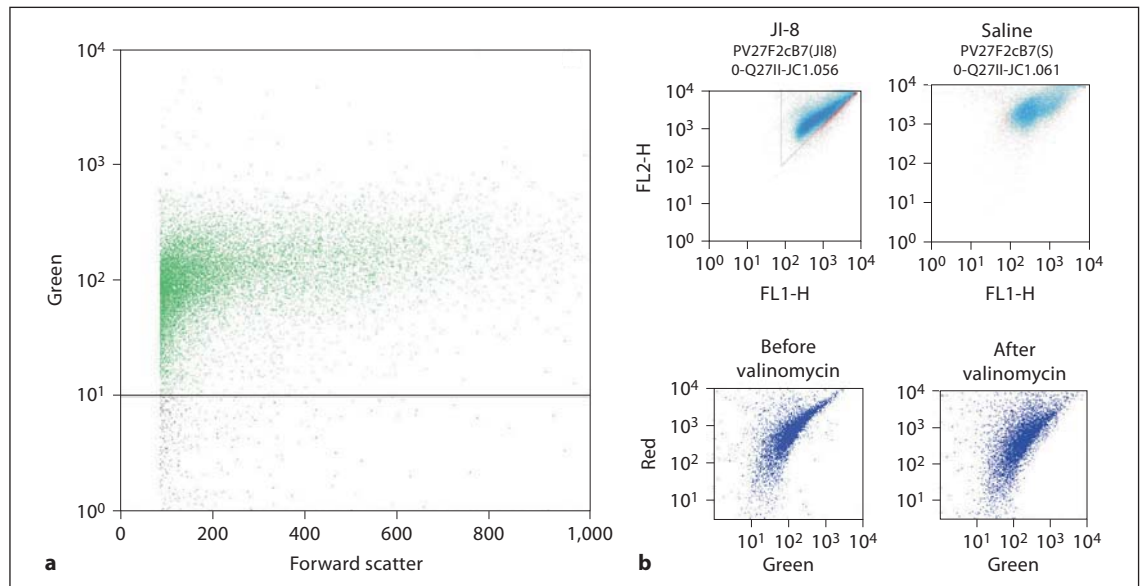 10⁴
10³
10²
10¹
10⁰
Green
0
200
400
600
800
1,000
Forward scatter
a
JI-8
PV27F2cB7(JI8)
0-Q27II-JC1.056
10⁴
10³
10²
10¹
10⁰
FL2-H
10⁰ 10¹ 10² 10³ 10⁴
FL1-H
Saline
PV27F2cB7(S)
0-Q27II-JC1.061
10⁴
10³
10²
10¹
10⁰
10⁰ 10¹ 10² 10³ 10⁴
FL1-H
Before
valinomycin
10⁴
10³
10²
10¹
Red
10¹ 10² 10³ 10⁴
Green
After
valinomycin
10⁴
10³
10²
10¹
10¹ 10² 10³ 10⁴
Green
b